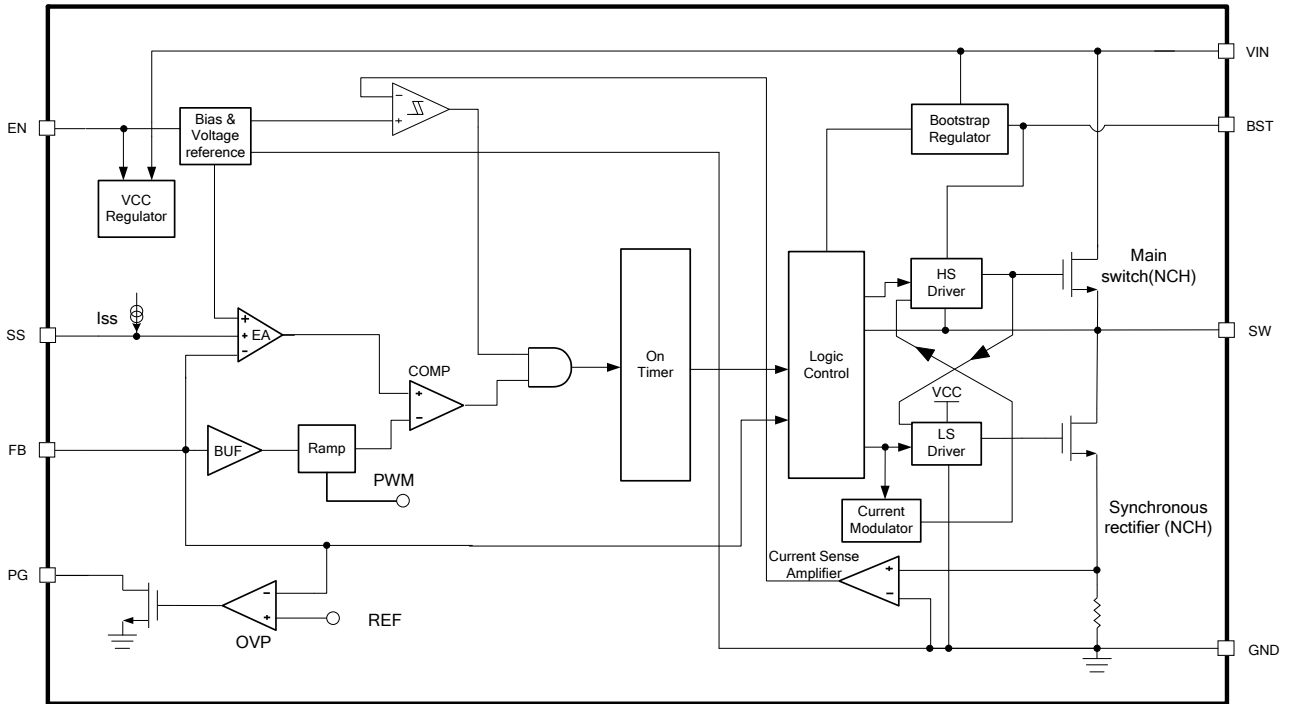 VIN
EN
Bias &
Voltage
reference
Bootstrap
Regulator
BST
VCC
Regulator
Main
switch(NCH)
HS
Driver
Iss
SS
EA
On
Timer
Logic
Control
SW
COMP
VCC
LS
Driver
FB
BUF
Ramp
PWM
Current
Modulator
Synchronous
rectifier (NCH)
Current Sense
Amplifier
PG
REF
OVP
GND